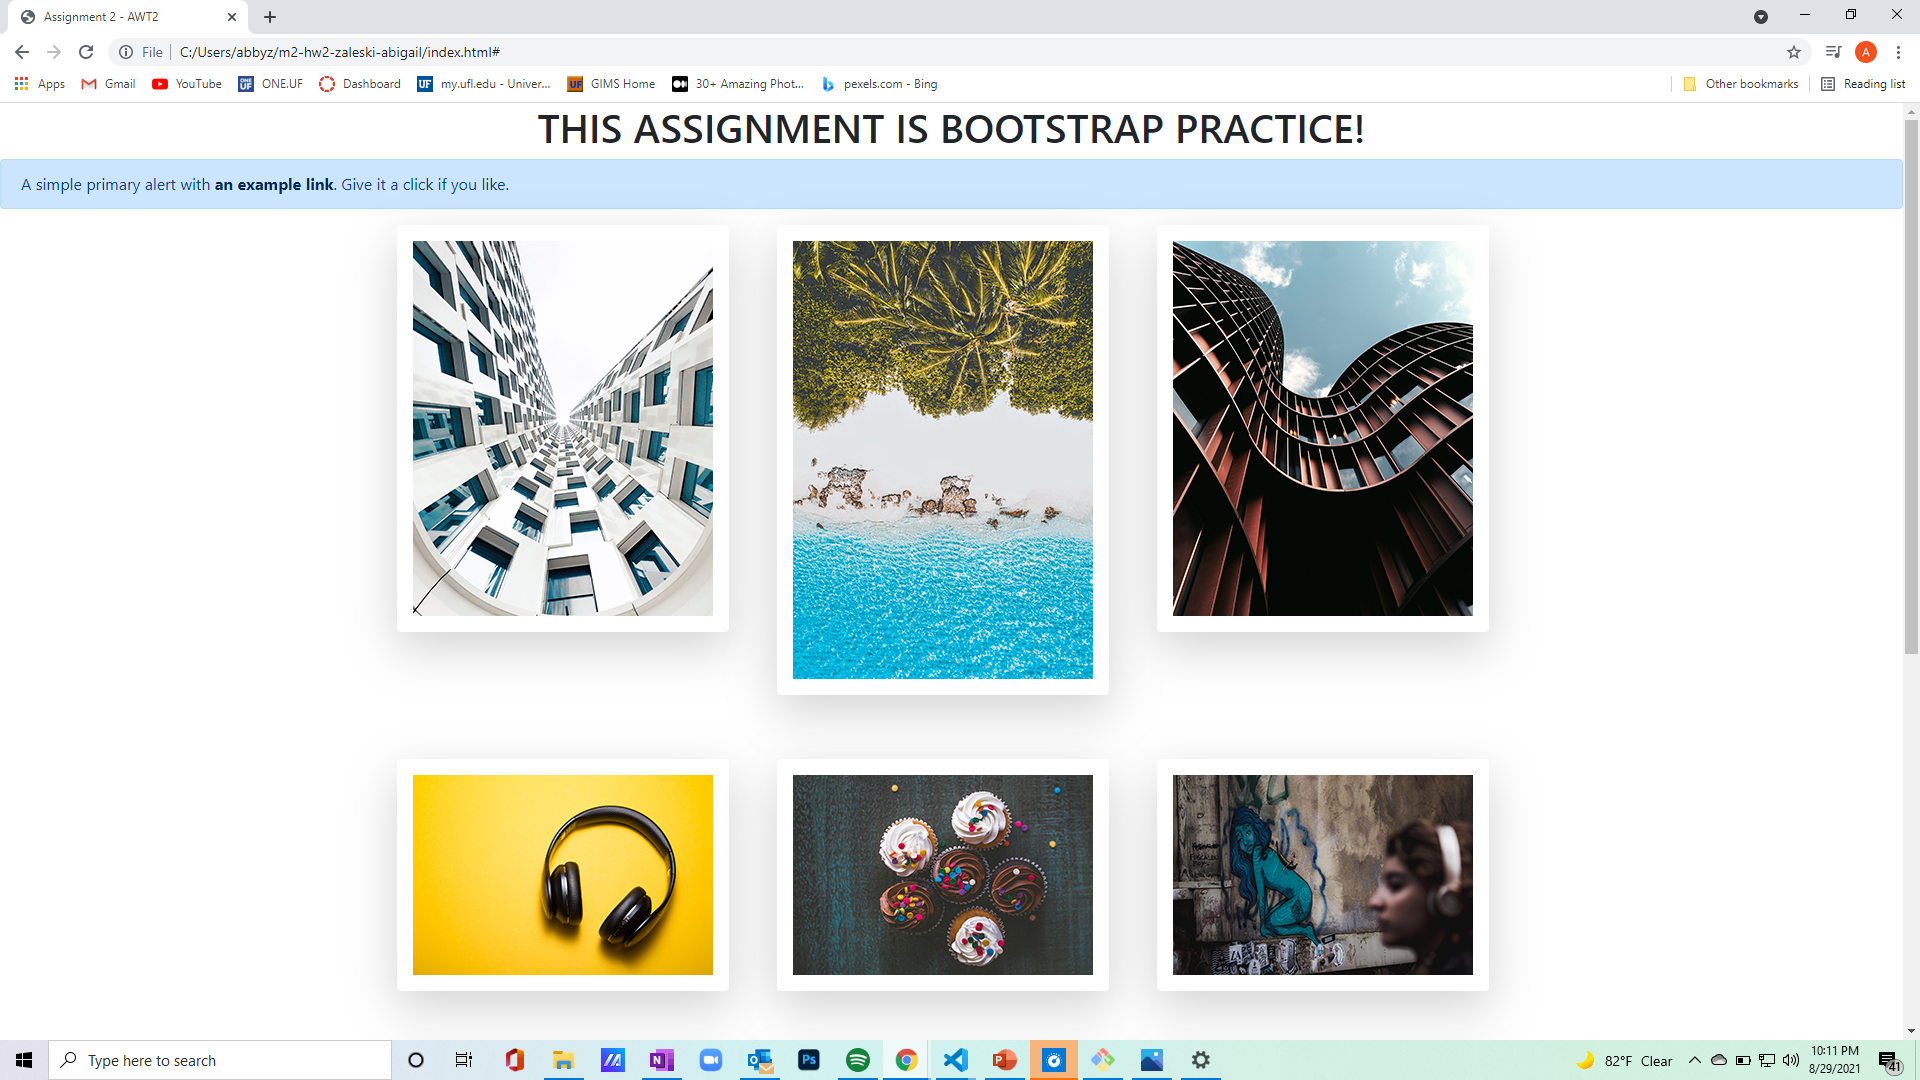 Assignment 2 - AWT2
File
C:/Users/abbyz/m2-hw2-zaleski-abigail/index.html#
A
Apps
Gmail
YouTube
ONE.UF
Dashboard
my.ufl.edu - Univer...
GIMS Home
30+ Amazing Phot...
pexels.com - Bing
Other bookmarks
Reading list
THIS ASSIGNMENT IS BOOTSTRAP PRACTICE!
A simple primary alert with an example link. Give it a click if you like.
Type here to search
82°F Clear
10:11 PM
8/29/2021
41